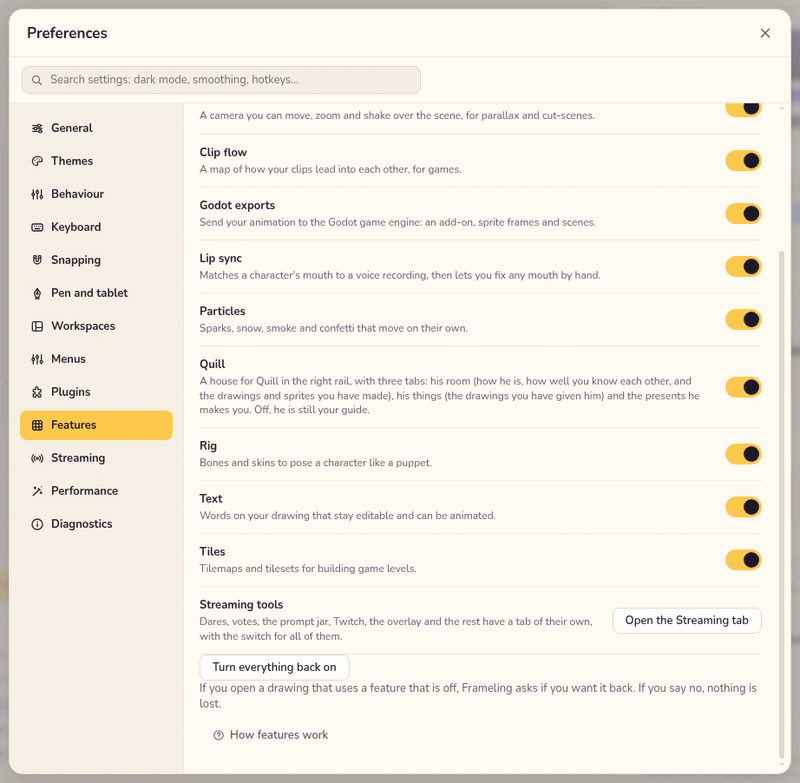 Preferences
Search settings: dark mode, smoothing, hotkeys...
General
Themes
Behaviour
Keyboard
Snapping
Pen and tablet
Workspaces
Menus
Plugins
Features
Streaming
Performance
Diagnostics
A camera you can move, zoom and shake over the scene, for parallax and cut-scenes.
Clip flow
A map of how your clips lead into each other, for games.
Godot exports
Send your animation to the Godot game engine: an add-on, sprite frames and scenes.
Lip sync
Matches a character's mouth to a voice recording, then lets you fix any mouth by hand.
Particles
Sparks, snow, smoke and confetti that move on their own.
Quill
A house for Quill in the right rail, with three tabs: his room (how he is, how well you know each other, and
the drawings and sprites you have made), his things (the drawings you have given him) and the presents he
makes you. Off, he is still your guide.
Rig
Bones and skins to pose a character like a puppet.
Text
Words on your drawing that stay editable and can be animated.
Tiles
Tilemaps and tilesets for building game levels.
Streaming tools
Dares, votes, the prompt jar, Twitch, the overlay and the rest have a tab of their own,
with the switch for all of them.
Open the Streaming tab
Turn everything back on
If you open a drawing that uses a feature that is off, Frameling asks if you want it back. If you say no, nothing is
lost.
How features work